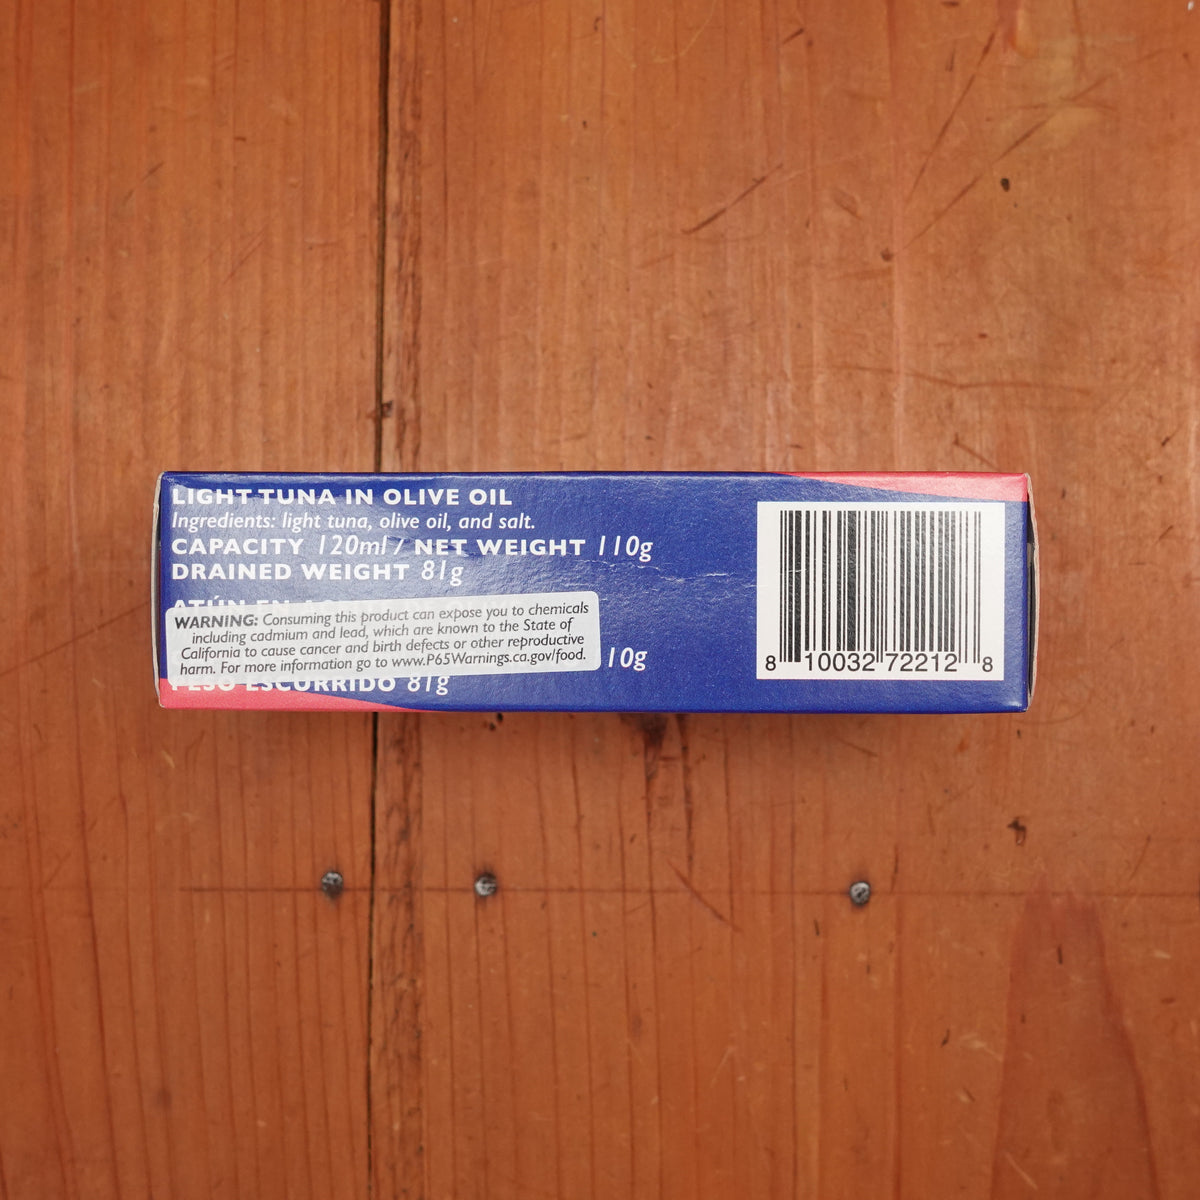 LIGHT TUNA IN OLIVE OIL
Ingredients: light tuna, olive oil, and salt.
CAPACITY 120ml / NET WEIGHT 110g
DRAINED WEIGHT 81g
ATÚN EN
WARNING: Consuming this product can expose you to chemicals
including cadmium and lead, which are known to the State of
California to cause cancer and birth defects or other reproductive
harm. For more information go to www.P65Warnings.ca.gov/food.
10g
PESO ESCURRIDO 81g
8 10032 72212 8